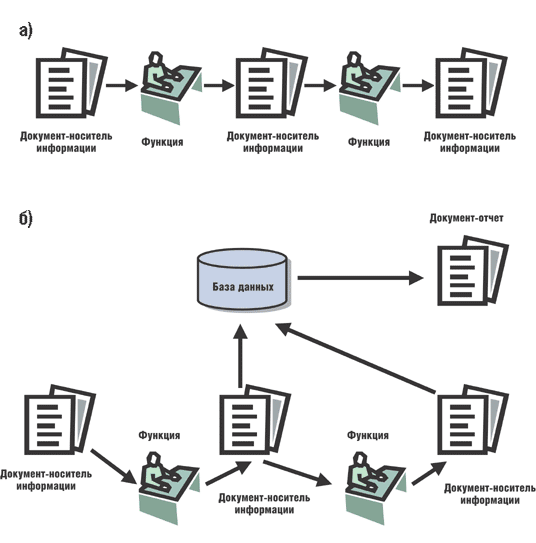 а)
Документ-носитель
информации
Функция
Документ-носитель
информации
Функция
Документ-носитель
информации
б)
Документ-отчет
База данных
Документ-носитель
информации
Функция
Документ-носитель
информации
Функция
Документ-носитель
информации